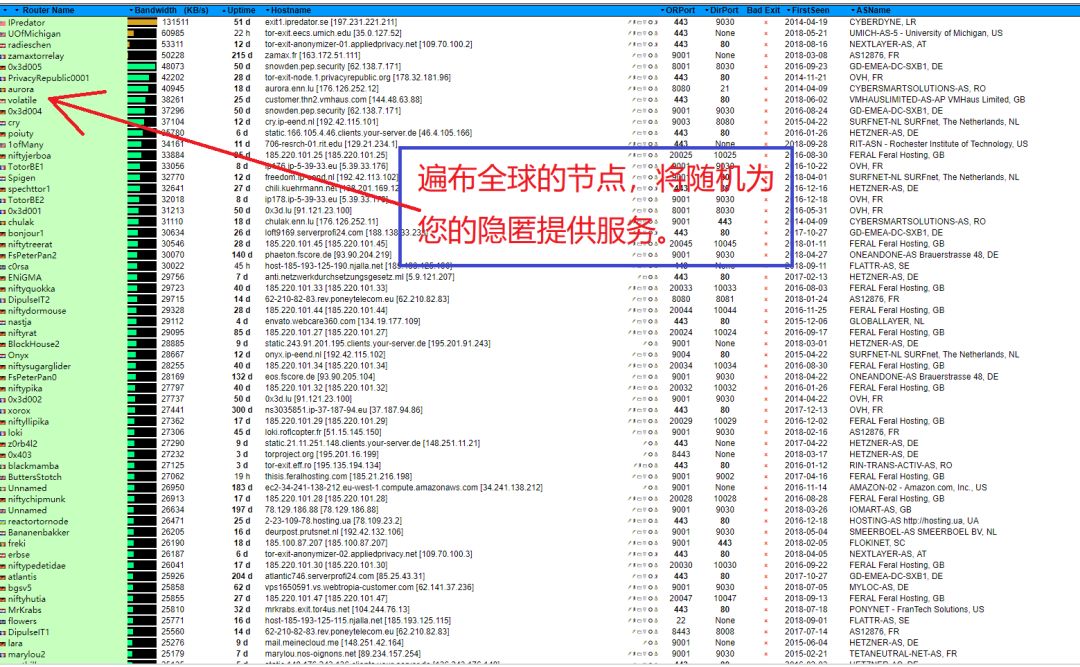 Router Name Bandwidth (KB/s) Uptime Hostname ORPort DirPort Bad Exit FirstSeen ASName
IPredator 131511 51 d exit1.ipredator.se [197.231.221.211] 443 9030 2014-04-19 CYBERDYNE, LR
UOfMichigan 50985 22 h tor-exit.eecs.umich.edu [35.0.127.52] 443 None 2018-05-21 UMICH-AS-5 - University of Michigan, US
radieschen 53311 12 d tor-exit-anonymizer-01.appliedprivacy.net [109.70.100.2] 443 80 2018-08-16 NEXTLAYER-AS, AT
zamaxtorrelay 50228 215 d zamax.fr [163.172.51.111] 9001 None 2018-03-08 AS12876, FR
0x3d005 48073 50 d snowden.pep.security [62.138.7.171] 8001 8030 2016-09-23 GD-EMEA-DC-SXB1, DE
PrivacyRepublic0001 42202 28 d tor-exit-node.1.privacyrepublic.org [178.32.181.96] 443 80 2014-11-21 OVH, FR
aurora 40945 18 d aurora.enn.lu [176.126.252.12] 8080 21 2014-04-09 CYBERSMARTSOLUTIONS-AS, RO
volatile 38261 25 d customer.thn2.vmhaus.com [144.48.63.88] 443 None 2018-06-02 VMHAUSLIMITED-AS-AP VMHaus Limited, GB
0x3d004 37296 50 d snowden.pep.security [62.138.7.171] 9001 9030 2016-08-24 GD-EMEA-DC-SXB1, DE
cry 37104 12 d cry.ip-eend.nl [192.42.115.101] 9003 8080 2015-04-22 SURFNET-NL SURFnet, The Netherlands, NL
poiuty 6 d static.166.105.4.46.clients.your-server.de [46.4.105.166] 443 80 2016-01-26 HETZNER-AS, DE
1ofMany 34161 11 d 706-resrch-01.rit.edu [129.21.234.1] 443 None 2018-09-28 RIT-ASN - Rochester Institute of Technology, US
niftyjerboa 33884 185.220.101.25 [185.220.101.25] 20025 10025 2016-08-30 FERAL Feral Hosting, GB
TotorBE1 33056 8 d ip-5-39-33.eu [5.39.33.176] 9001 2016-10-22 OVH, FR
Spigen 32770 12 d 2018-04-01 SURFNET-NL SURFnet, The Netherlands, NL
spechttor1 32641 27 d chili.kuehrmann.net 2016-12-16 HETZNER-AS, DE
TotorBE2 32018 8 d ip178.ip-5-39-33.eu [5.39.33.178] 9001 9030 2016-12-18 OVH, FR
0x3d001 31213 50 d 0x3d.lu [91.121.23.100] 8001 8030 2016-05-31 OVH, FR
chulak 31110 18 d chulak.enn.lu [176.126.252.11] 9001 443 2014-04-09 CYBERSMARTSOLUTIONS-AS, RO
bonjour1 30634 26 d loft9169.serverprofi24.com 443 80 2017-10-27 GD-EMEA-DC-SXB1, DE
niftytreerat 30546 28 d 185.220.101.45 [185.220.101.45] 20045 10045 2018-01-11 FERAL Feral Hosting, GB
FsPeterPan2 30070 140 d phaeton.fscore.de [93.90.204.219] 9001 9030 2018-04-27 ONEANDONE-AS Brauerstrasse 48, DE
c0rsa 30022 45 h host-185-193-125-190.njalla.net 2018-09-11 FLATTR-AS, SE
ENiGMA 29756 7 d anti.netzwerkdurchsetzungsgesetz.ml [5.9.121.207] 443 80 2017-02-13 HETZNER-AS, DE
niftyquokka 29723 40 d 185.220.101.33 [185.220.101.33] 20033 10033 2016-08-03 FERAL Feral Hosting, GB
DipulseIT2 29715 14 d 62-210-82-83.rev.poneytelecom.eu [62.210.82.83] 8080 8081 2018-01-24 AS12876, FR
niftydormouse 29328 28 d 185.220.101.44 [185.220.101.44] 20044 10044 2016-11-25 FERAL Feral Hosting, GB
nastja 29112 4 d envato.webcare360.com [134.19.177.109] 443 80 2015-12-06 GLOBALLAYER, NL
niftyrat 29095 85 d 185.220.101.27 [185.220.101.27] 20024 10024 2016-09-17 FERAL Feral Hosting, GB
BlockHouse2 28885 9 d static.243.91.201.195.clients.your-server.de [195.201.91.243] 9001 None 2018-03-01 HETZNER-AS, DE
Onyx 28667 12 d onyx.ip-eend.nl [192.42.115.102] 9004 80 2015-04-22 SURFNET-NL SURFnet, The Netherlands, NL
niftysugarglider 28255 40 d 185.220.101.34 [185.220.101.34] 20034 10034 2016-08-30 FERAL Feral Hosting, GB
FsPeterPan0 28169 132 d eos.fscore.de [93.90.205.104] 9001 9030 2018-04-22 ONEANDONE-AS Brauerstrasse 48, DE
niftypika 27797 40 d 185.220.101.32 [185.220.101.32] 20032 10032 2016-01-26 FERAL Feral Hosting, GB
0x3d002 27737 50 d 0x3d.lu [91.121.23.100] 9001 9030 2014-04-22 OVH, FR
xorox 27441 300 d ns3035851.ip-37-187-94.eu [37.187.94.86] 443 80 2017-12-13 OVH, FR
niftyllipika 27362 17 d 185.220.101.29 [185.220.101.29] 20029 10029 2016-12-02 FERAL Feral Hosting, GB
loki 27306 45 d loki.roflcopter.fr [51.15.145.150] 9001 9030 2018-02-16 AS12876, FR
z0rb4l2 27290 9 d static.21.11.251.148.clients.your-server.de [148.251.11.21] 443 None 2017-04-22 HETZNER-AS, DE
0x403 27232 3 d torproject.org [195.201.16.199] 8443 None 2018-03-17 HETZNER-AS, DE
blackmamba 27125 3 d tor-exit.eff.ro [195.135.194.134] 443 80 2016-01-12 RIN-TRANS-ACTIV-AS, RO
ButtersStotch 27062 19 h thisis.feralhosting.com [185.21.216.198] 9001 9002 2017-04-16 FERAL Feral Hosting, GB
Unnamed 26950 183 d ec2-34-241-138-212.eu-west-1.compute.amazonaws.com [34.241.138.212] 9001 None 2016-11-14 AMAZON-02 - Amazon.com, Inc., US
niftychipmunk 26913 17 d 185.220.101.28 [185.220.101.28] 20028 10028 2016-08-28 FERAL Feral Hosting, GB
Unnamed 26634 197 d 78.129.186.88 [78.129.186.88] 9001 9030 2018-03-26 IOMART-AS, GB
reactortornode 26471 25 d 2-23-109-78.hosting.ua [78.109.23.2] 443 80 2016-12-18 HOSTING-AS http://hosting.ua, UA
Bananenbakker 26205 16 d deurpost.prutsnet.nl [192.42.132.106] 9001 9030 2018-05-04 SMEERBOEL-AS SMEERBOEL BV, NL
freki 26190 18 d 185.100.87.207 [185.100.87.207] 9001 443 2018-02-05 FLOKINET, SC
erbse 26187 6 d tor-exit-anonymizer-02.appliedprivacy.net [109.70.100.3] 443 80 2018-04-05 NEXTLAYER-AS, AT
niftypedetidae 26041 17 d 185.220.101.30 [185.220.101.30] 20030 10030 2016-09-22 FERAL Feral Hosting, GB
atlantis 25926 204 d atlantic746.serverprofi24.com [85.25.43.31] 443 80 2017-10-27 GD-EMEA-DC-SXB1, DE
bgsv5 25858 62 d vps1650591.vs.webtropia-customer.com [62.141.37.236] 9001 9030 2018-07-05 MYLOC-AS, DE
niftyhutia 25855 27 d 185.220.101.47 [185.220.101.47] 20047 10047 2018-09-13 FERAL Feral Hosting, GB
MrKrabs 25810 32 d mrkrabs.exit.tor4us.net [104.244.76.13] 443 80 2018-07-18 PONYNET - FranTech Solutions, US
flowers 25771 16 d host-185-193-125-115.njalla.net [185.193.125.115] 22 None 2018-09-01 FLATTR-AS, SE
DipulseIT1 25560 14 d 62-210-82-83.rev.poneytelecom.eu [62.210.82.83] 8443 8008 2017-07-14 AS12876, FR
lara 25276 9 d mail.meinecloud.me [148.251.42.164] 9001 None 2015-06-04 HETZNER-AS, DE
marylou2 25179 7 d marylou.nos-oignons.net [89.234.157.254] 9001 None 2015-02-21 TETANEUTRAL-NET-AS, FR
遍布全球的节点，将随机为
您的隐匿提供服务。